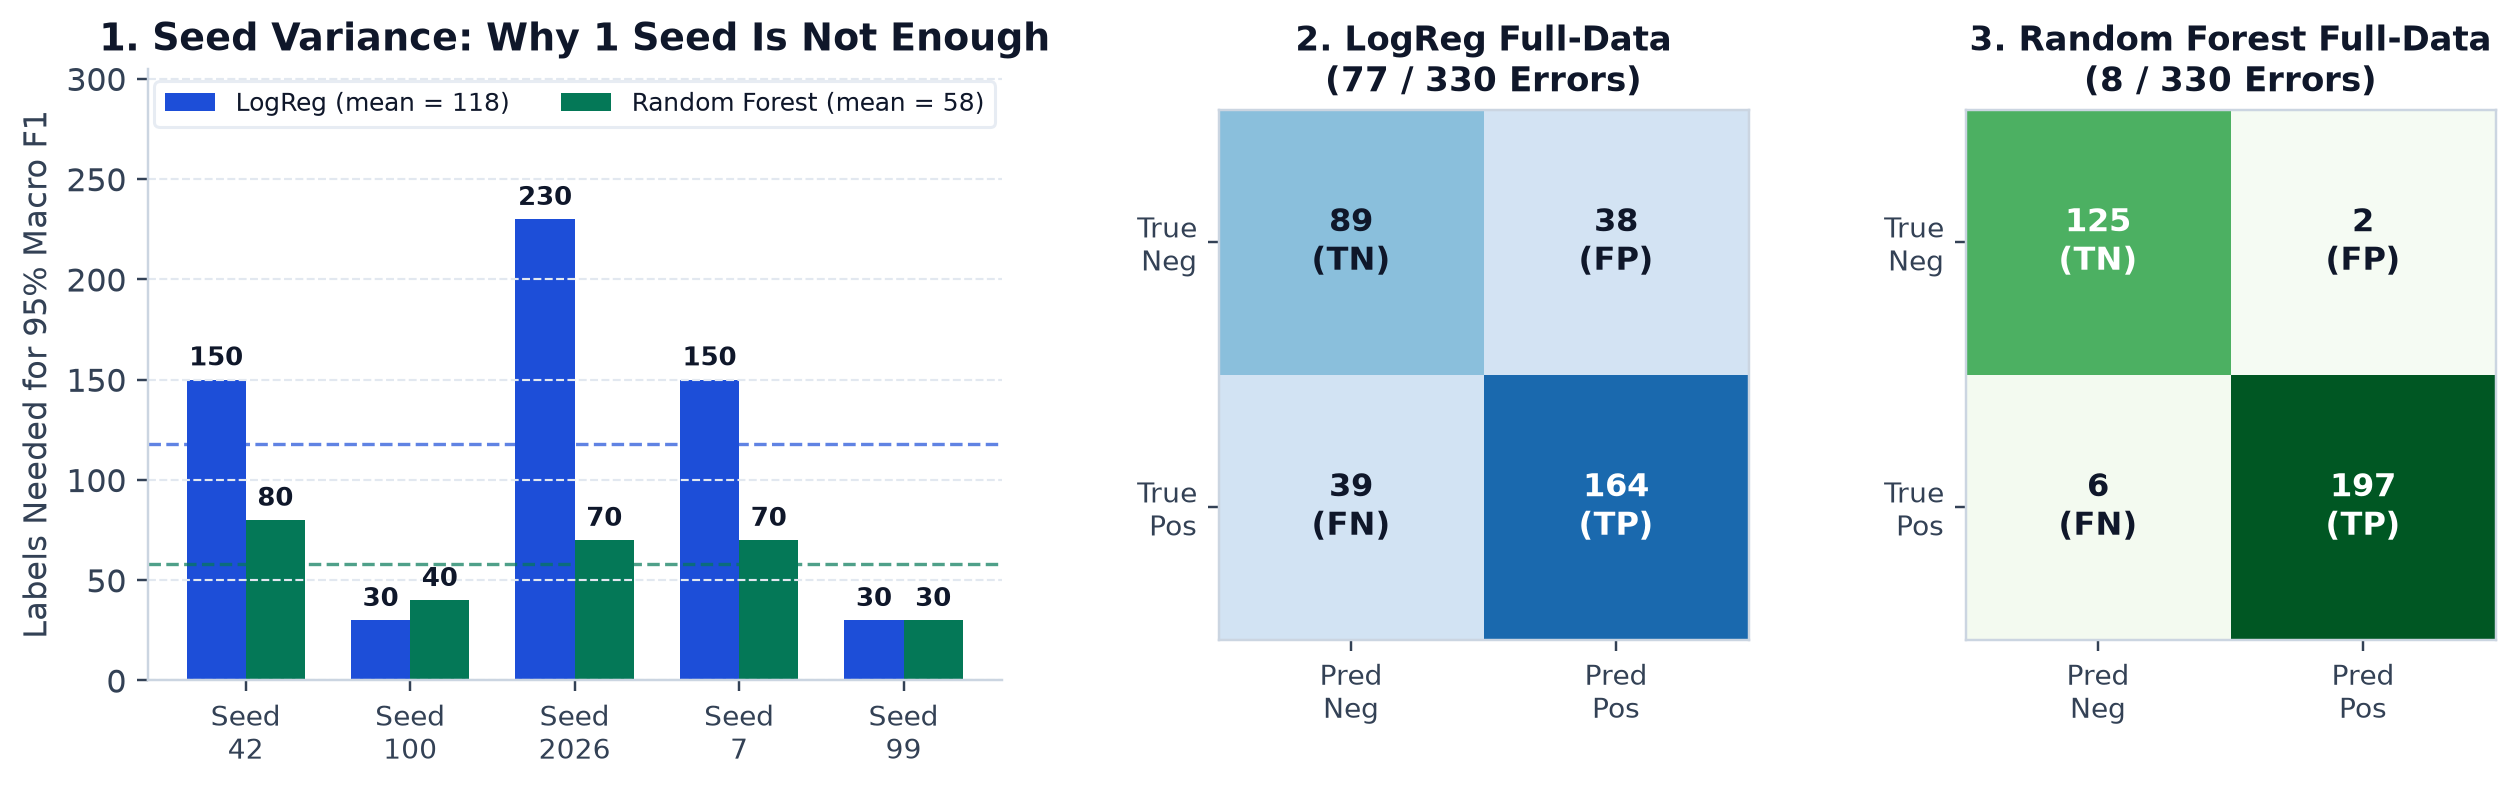 1. Seed Variance: Why 1 Seed Is Not Enough
Labels Needed for 95% Macro F1
300
250
200
150
100
50
0
LogReg (mean = 118)
Random Forest (mean = 58)
150
80
30
40
230
70
150
70
30
30
Seed
42
Seed
100
Seed
2026
Seed
7
Seed
99
2. LogReg Full-Data
(77 / 330 Errors)
True
Neg
True
Pos
89
(TN)
38
(FP)
39
(FN)
164
(TP)
Pred
Neg
Pred
Pos
3. Random Forest Full-Data
(8 / 330 Errors)
True
Neg
True
Pos
125
(TN)
2
(FP)
6
(FN)
197
(TP)
Pred
Neg
Pred
Pos